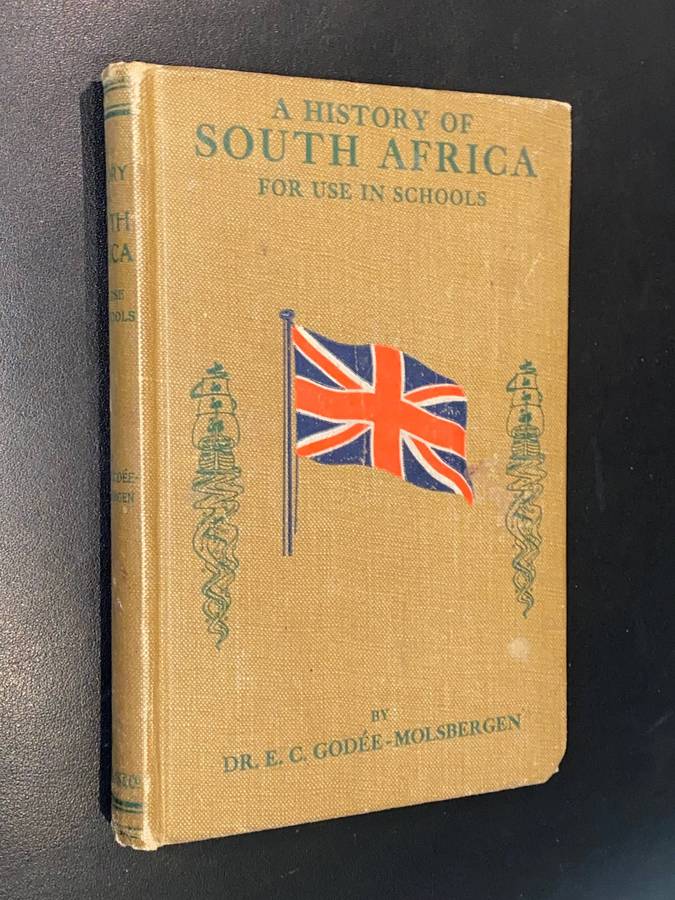 A HISTORY OF
SOUTH AFRICA
FOR USE IN SCHOOLS
BY
DR. E. C. GODÉE-MOLSBERGEN